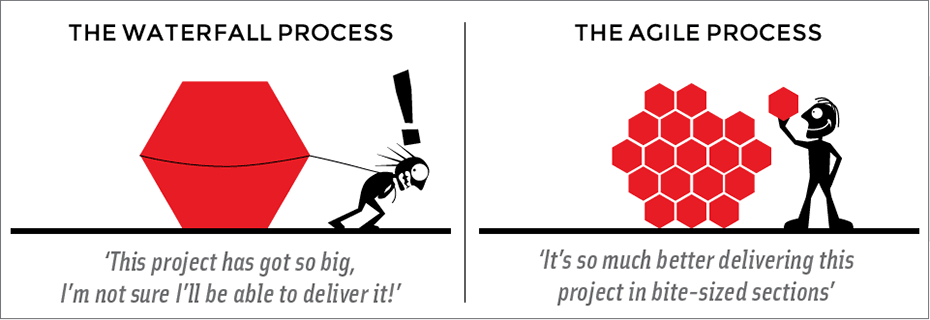 THE WATERFALL PROCESS
!
‘This project has got so big,
I’m not sure I’ll be able to deliver it!’
THE AGILE PROCESS
‘It’s so much better delivering this
project in bite-sized sections’